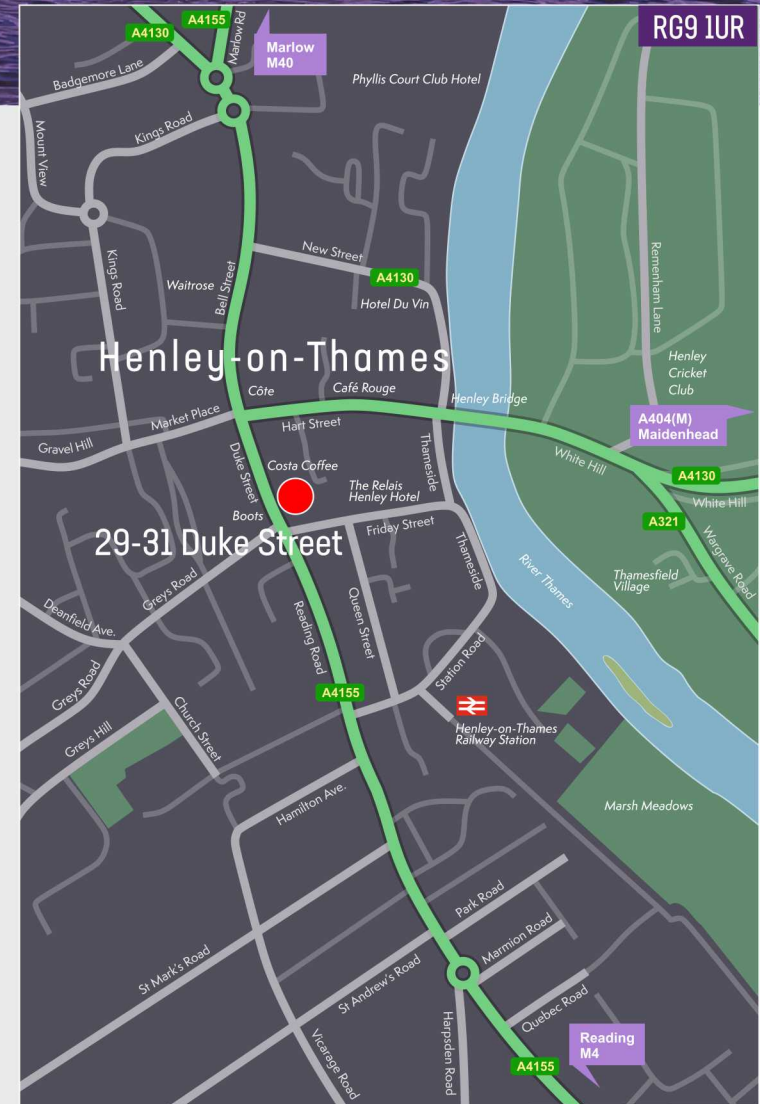 RG9 1UR
A4155
A4130
Marlow Rd
Marlow
M40
Badgemore Lane
Phyllis Court Club Hotel
Mount View
Kings Road
Kings Road
New Street
A4130
Remenham Lane
Waitrose
Bell Street
Hotel Du Vin
Henley-on-Thames
Henley
Cricket
Club
Côte
Café Rouge
Henley Bridge
Market Place
Hart Street
A404(M)
Maidenhead
Gravel Hill
Duke Street
Thameside
White Hill
Costa Coffee
A4130
The Relais
Henley Hotel
White Hill
Boots
Friday Street
A321
29-31 Duke Street
Wargrave Road
Thameside
River Thames
Thamesfield
Village
Greys Road
Deanfield Ave.
Reading Road
Queen Street
Station Road
Greys Road
A4155
Church Street
Greys Hill
Henley-on-Thames
Railway Station
Hamilton Ave.
Marsh Meadows
Park Road
Marmion Road
St Mark's Road
St Andrew's Road
Quebec Road
Harpsden Road
Vicarage Road
Reading
M4
A4155